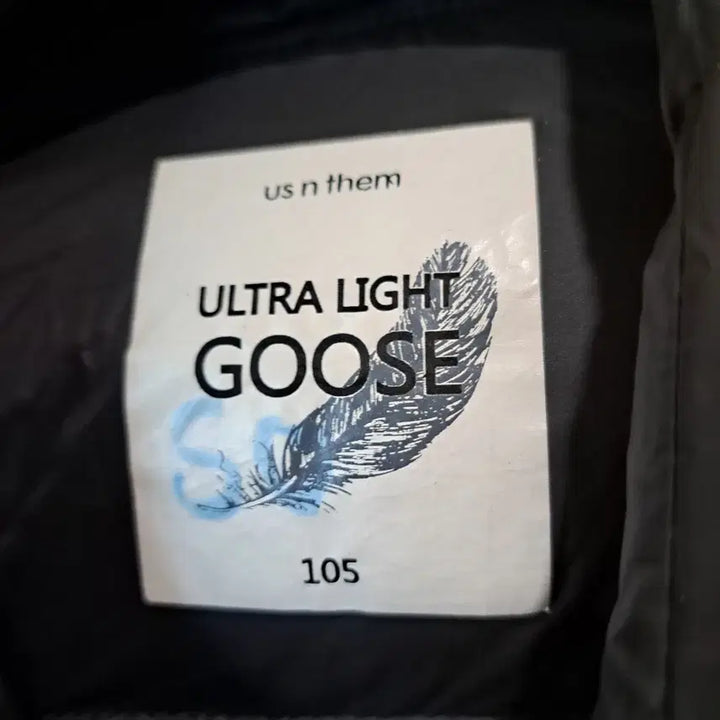 us n them
ULTRA LIGHT
GOOSE
105